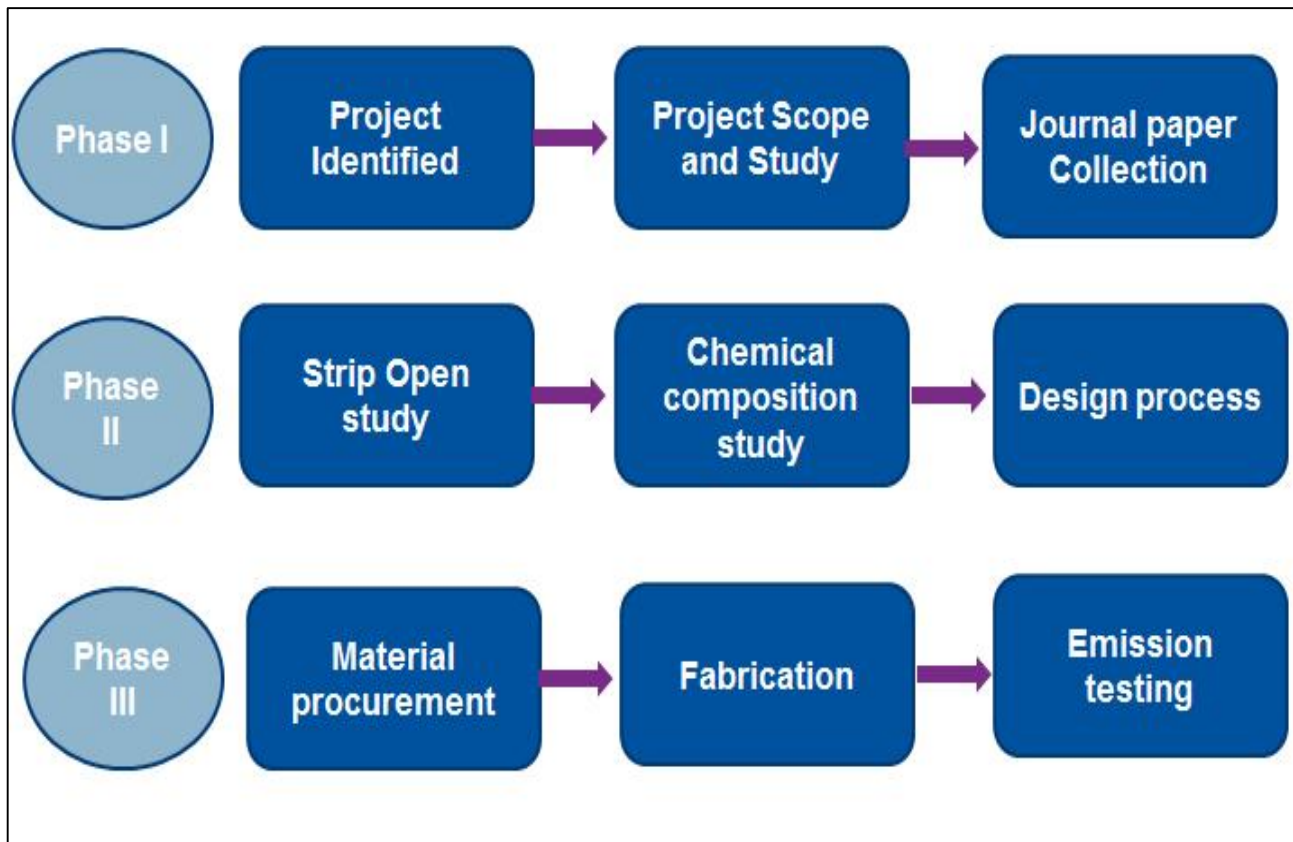 Phase I
Project
Identified
Project Scope
and Study
Journal paper
Collection
Phase
II
Strip Open
study
Chemical
composition
study
Design process
Phase
III
Material
procurement
Fabrication
Emission
testing